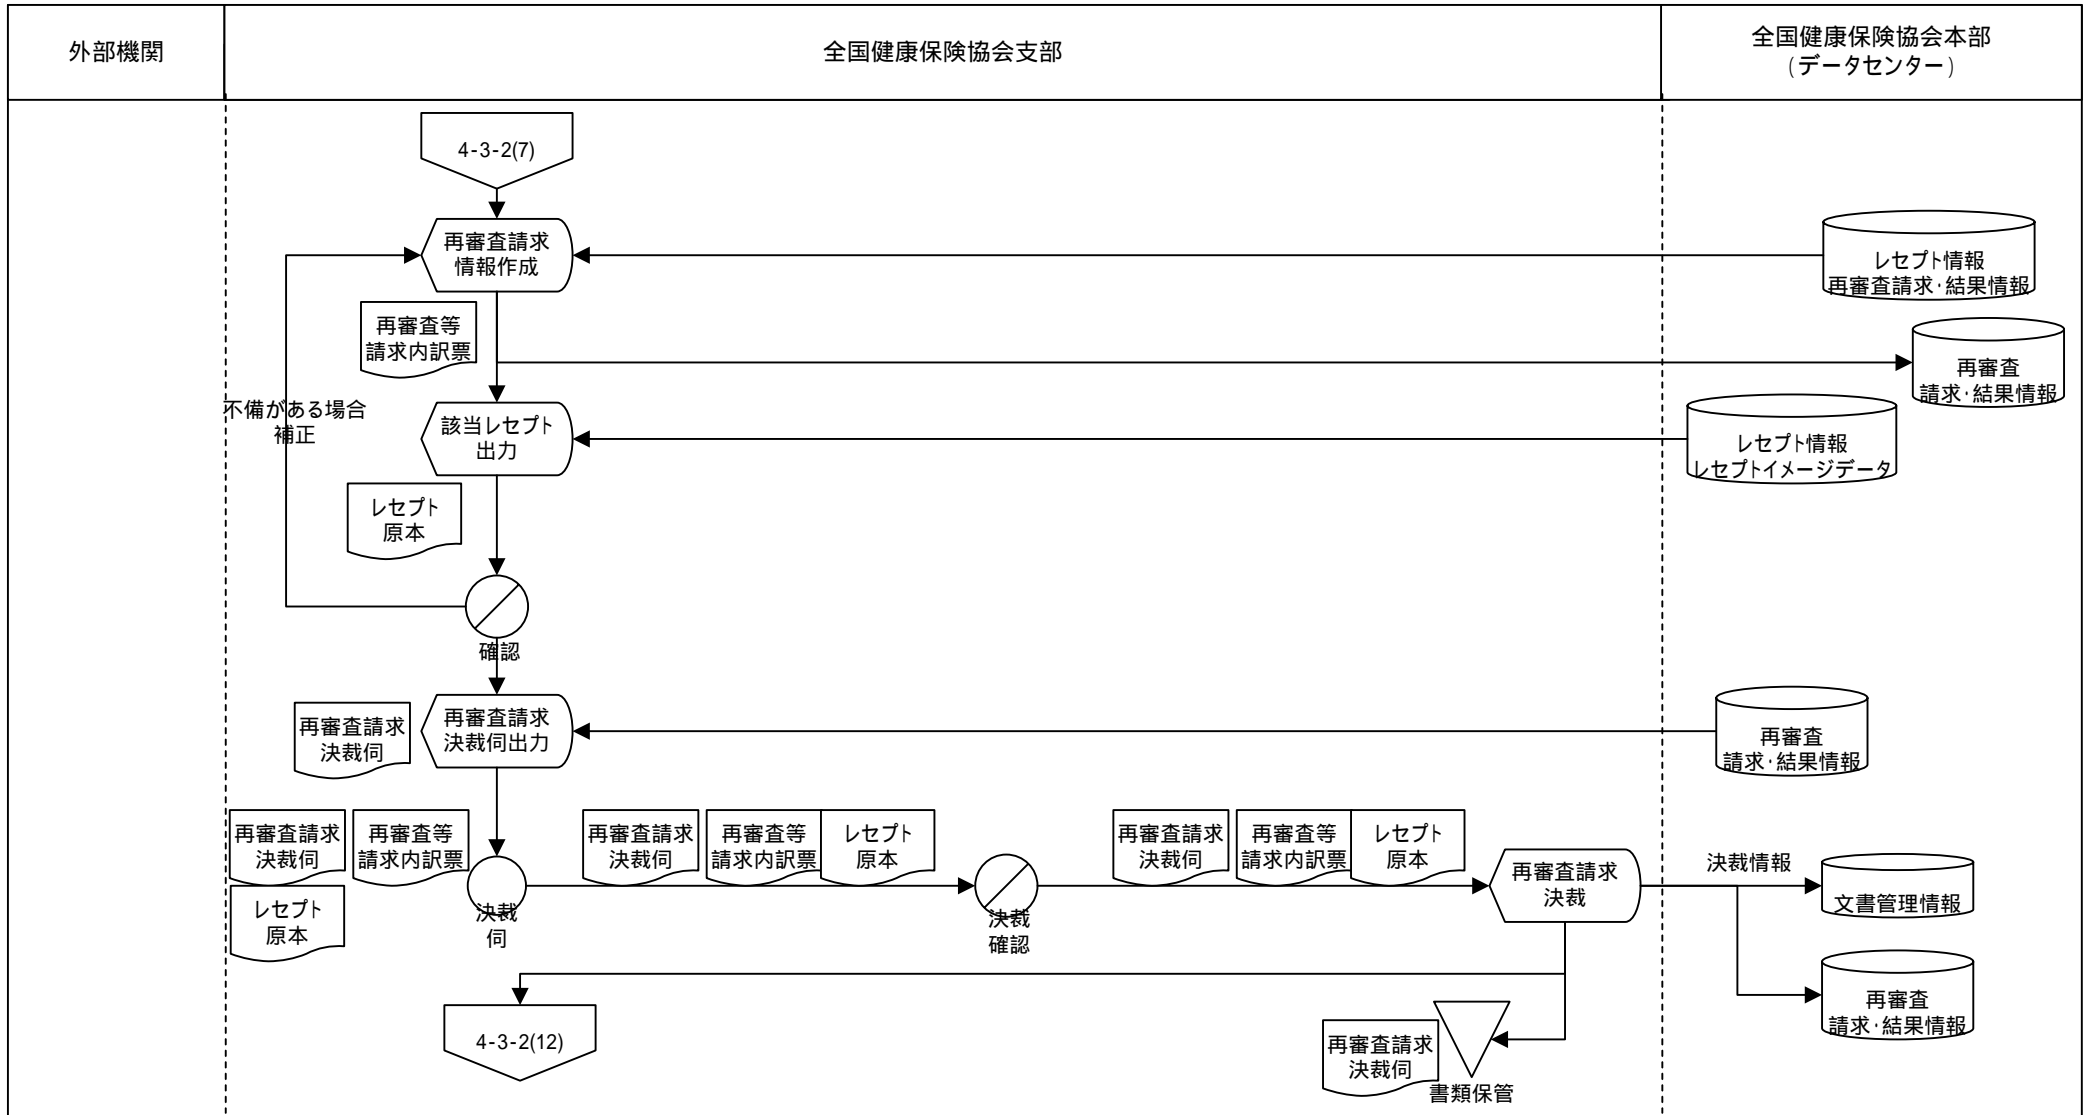 外部機関
全国健康保険協会支部
全国健康保険協会本部
(データセンター)
4-3-2(7)
再審査請求
情報作成
レセプト情報
再審査請求・結果情報
再審査等
請求内訳票
再審査
請求・結果情報
不備がある場合
補正
該当レセプト
出力
レセプト情報
レセプトイメージデータ
レセプト
原本
確認
再審査請求
決裁伺
再審査請求
決裁伺出力
再審査
請求・結果情報
再審査請求
決裁伺
再審査等
請求内訳票
レセプト
原本
決裁
伺
再審査請求
決裁伺
再審査等
請求内訳票
レセプト
原本
決裁
確認
再審査請求
決裁伺
再審査等
請求内訳票
レセプト
原本
再審査請求
決裁
決裁情報
文書管理情報
再審査
請求・結果情報
4-3-2(12)
再審査請求
決裁伺
書類保管